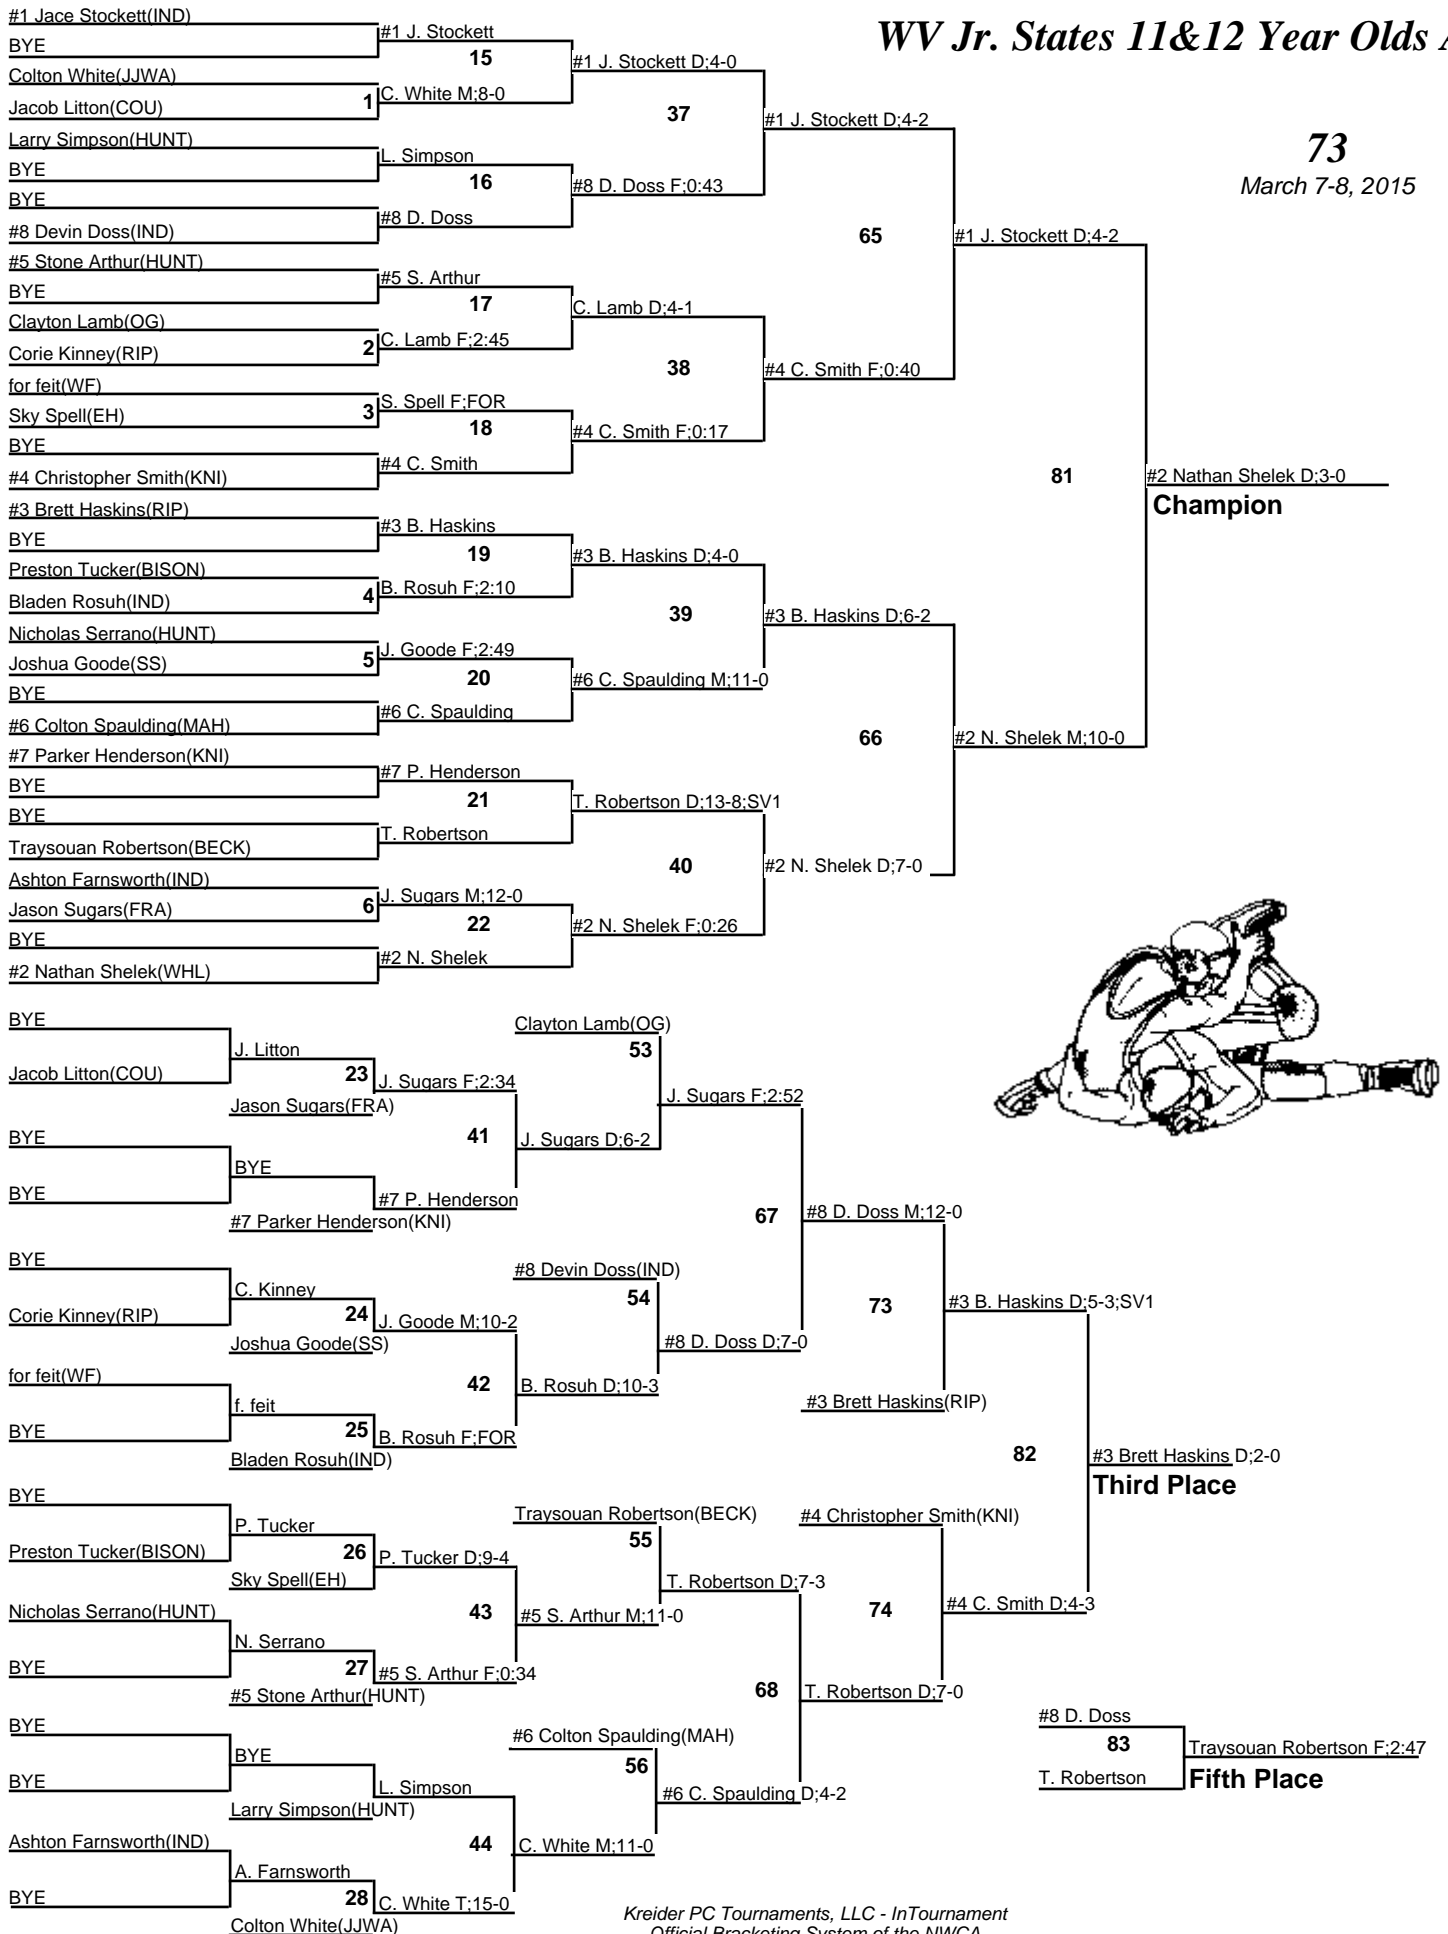 WV Jr. States 11&12 Year Olds
73
March 7-8, 2015
#1 Jace Stockett(IND)
BYE
Colton White(JJWA)
Jacob Litton(COU)
Larry Simpson(HUNT)
BYE
BYE
#8 Devin Doss(IND)
#5 Stone Arthur(HUNT)
BYE
Clayton Lamb(OG)
Corie Kinney(RIP)
for feit(WF)
Sky Spell(EH)
BYE
#4 Christopher Smith(KNI)
#3 Brett Haskins(RIP)
BYE
Preston Tucker(BISON)
Bladen Rosuh(IND)
Nicholas Serrano(HUNT)
Joshua Goode(SS)
BYE
#6 Colton Spaulding(MAH)
#7 Parker Henderson(KNI)
BYE
BYE
Traysouan Robertson(BECK)
Ashton Farnsworth(IND)
Jason Sugars(FRA)
BYE
#2 Nathan Shelek(WHL)
1
2
3
4
5
6
#1 J. Stockett
15
C. White M;8-0
L. Simpson
16
#8 D. Doss
#5 S. Arthur
17
C. Lamb F;2:45
S. Spell F;FOR
18
#4 C. Smith
#3 B. Haskins
19
B. Rosuh F;2:10
J. Goode F;2:49
20
#6 C. Spaulding
#7 P. Henderson
21
T. Robertson
J. Sugars M;12-0
22
#2 N. Shelek
#1 J. Stockett D;4-0
37
#8 D. Doss F;0:43
C. Lamb D;4-1
38
#4 C. Smith F;0:17
#3 B. Haskins D;4-0
39
#6 C. Spaulding M;11-0
T. Robertson D;13-8;SV1
40
#2 N. Shelek F;0:26
#1 J. Stockett D;4-2
65
#4 C. Smith F;0:40
#3 B. Haskins D;6-2
66
#2 N. Shelek D;7-0
#1 J. Stockett D;4-2
81
#2 N. Shelek M;10-0
#2 Nathan Shelek D;3-0
Champion
BYE
Jacob Litton(COU)
BYE
BYE
BYE
Corie Kinney(RIP)
for feit(WF)
BYE
BYE
Preston Tucker(BISON)
Nicholas Serrano(HUNT)
BYE
BYE
BYE
Ashton Farnsworth(IND)
BYE
J. Litton
23
Jason Sugars(FRA)
BYE
#7 Parker Henderson(KNI)
C. Kinney
24
Joshua Goode(SS)
f. feit
25
Bladen Rosuh(IND)
P. Tucker
26
Sky Spell(EH)
N. Serrano
27
#5 Stone Arthur(HUNT)
BYE
Larry Simpson(HUNT)
A. Farnsworth
28
Colton White(JJWA)
J. Sugars F;2:34
41
#7 P. Henderson
J. Goode M;10-2
42
B. Rosuh F;FOR
P. Tucker D;9-4
43
#5 S. Arthur F;0:34
L. Simpson
44
C. White T;15-0
Clayton Lamb(OG)
53
J. Sugars D;6-2
#8 Devin Doss(IND)
54
B. Rosuh D;10-3
Traysouan Robertson(BECK)
55
#5 S. Arthur M;11-0
#6 Colton Spaulding(MAH)
56
C. White M;11-0
J. Sugars F;2:52
67
#8 D. Doss D;7-0
T. Robertson D;7-3
68
#6 C. Spaulding D;4-2
#8 D. Doss M;12-0
73
#3 Brett Haskins(RIP)
#4 Christopher Smith(KNI)
74
T. Robertson D;7-0
#3 B. Haskins D;5-3;SV1
82
#4 C. Smith D;4-3
#3 Brett Haskins D;2-0
Third Place
#8 D. Doss
83
T. Robertson
Traysouan Robertson F;2:47
Fifth Place
Kreider PC Tournaments, LLC - InTournament
Official Bracketing System of the NWCA